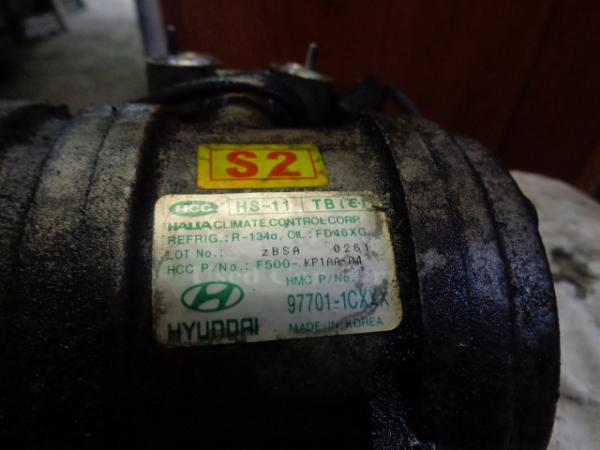 S2
HCC HS-11
HALLA CLIMATE CONTROL CORP.
REFRIG.: R-134a, OIL: FD46XG
LOT No.: zBSA 0261
HCC P/No.: F500-KP1AA-04
HMC P/No.
97701-1CXXX
HYUNDAI MADE IN KOREA